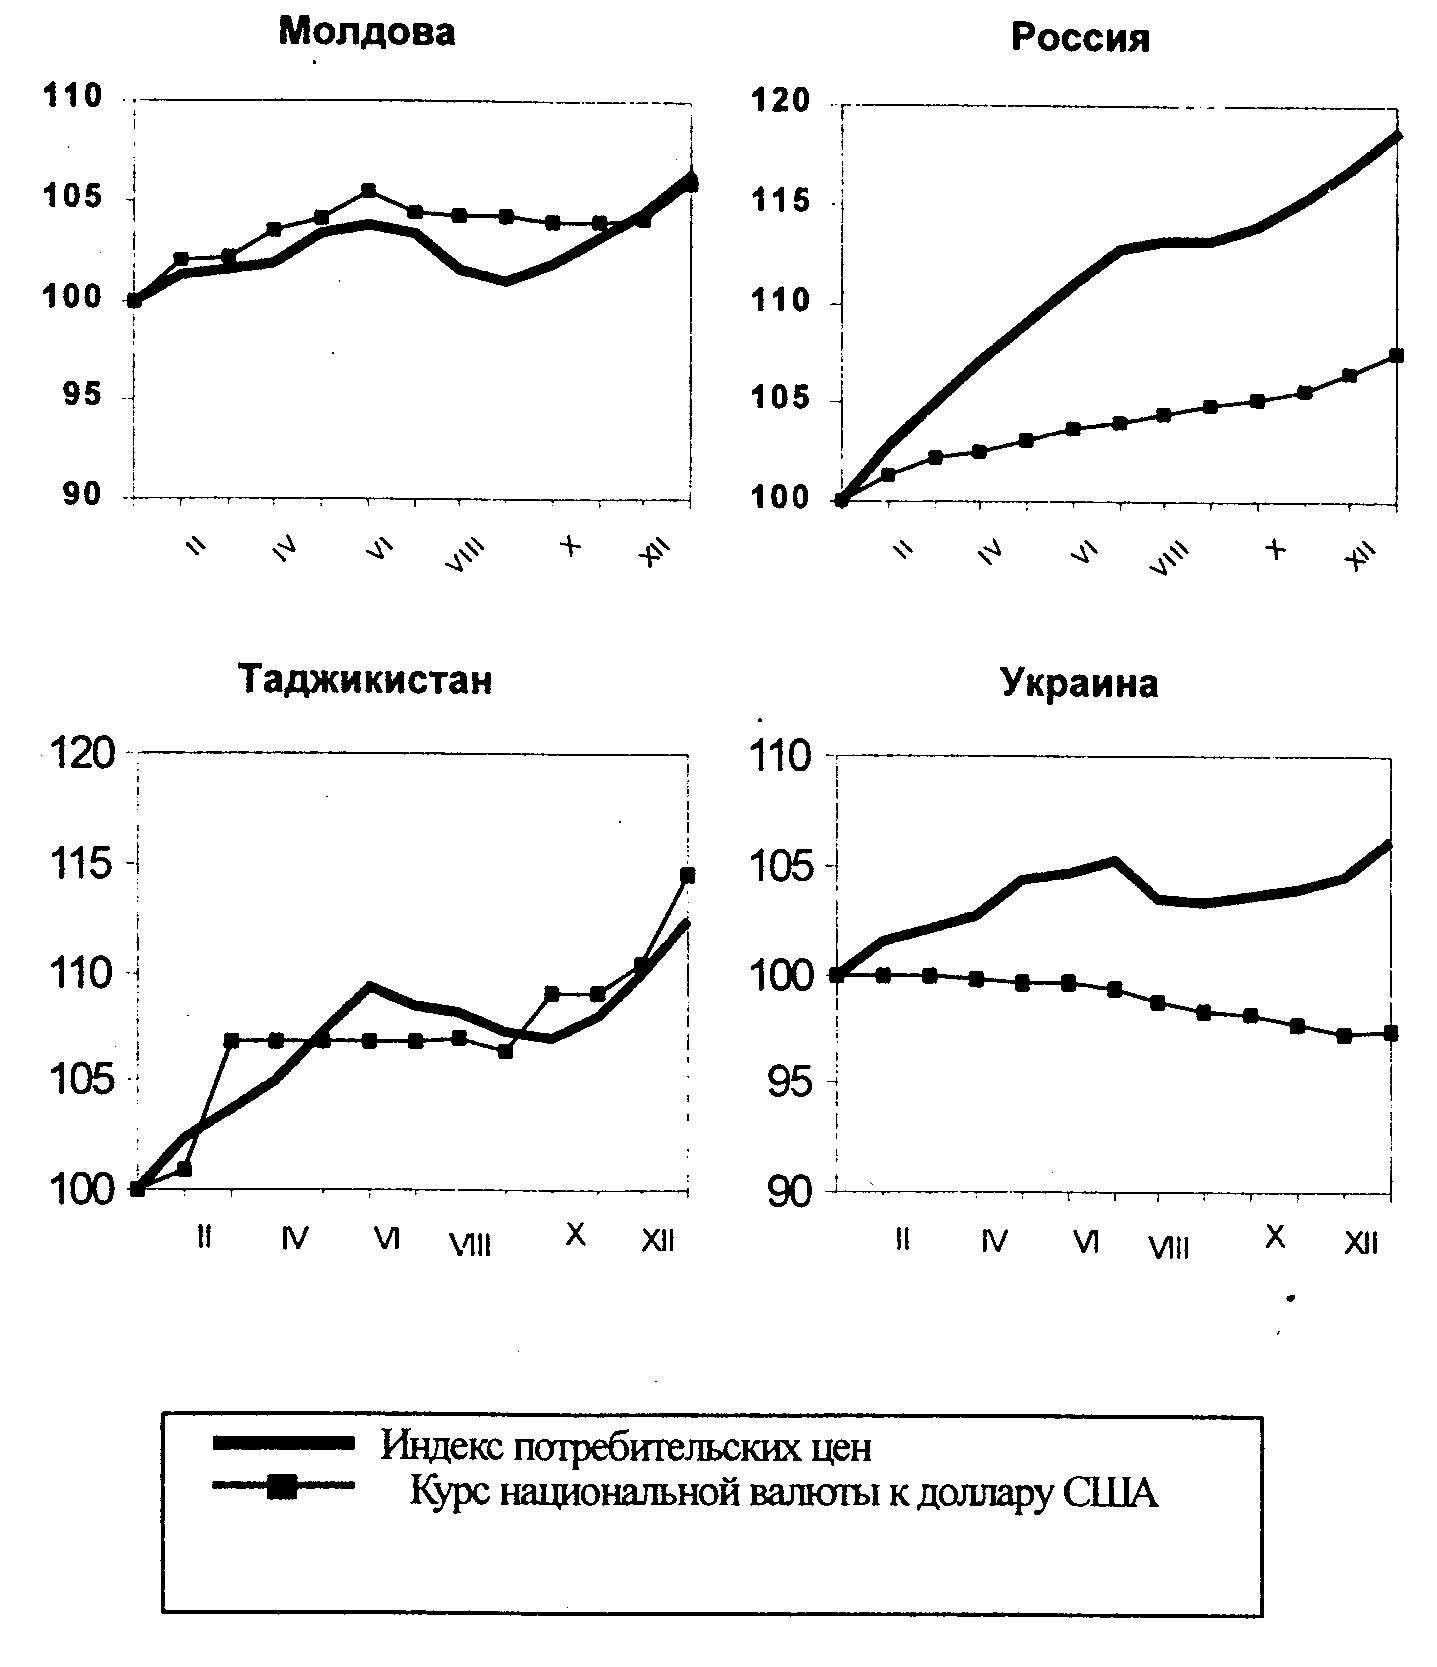 Молдова
110
105
100
95
90
II IV VI VIII X XII
Россия
120
115
110
105
100
II IV VI VIII X XII
Таджикистан
120
115
110
105
100
II IV VI VIII X XII
Украина
110
105
100
95
90
II IV VI VIII X XII
Индекс потребительских цен
Курс национальной валюты к доллару США